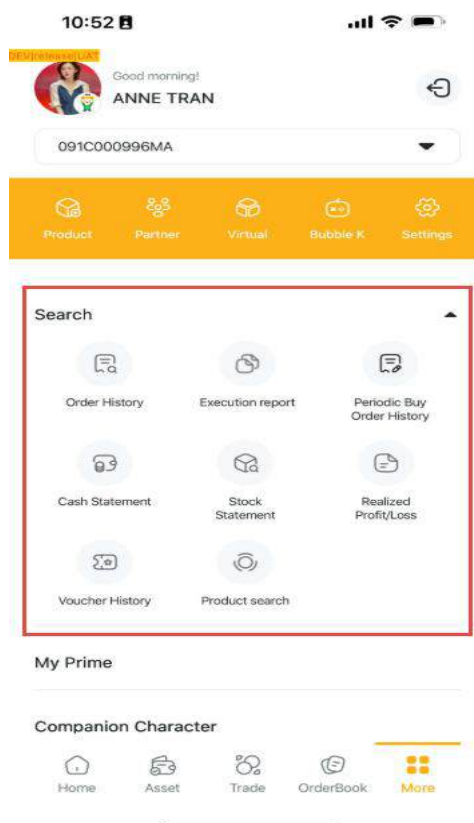 10:52
DEV|release|UAT
Good morning!
ANNE TRAN
091C000996MA
Product Partner Virtual Bubble K Settings
Search
Order History Execution report Periodic Buy
Order History
Cash Statement Stock Realized
Statement Profit/Loss
Voucher History Product search
My Prime
Companion Character
Home Asset Trade OrderBook More